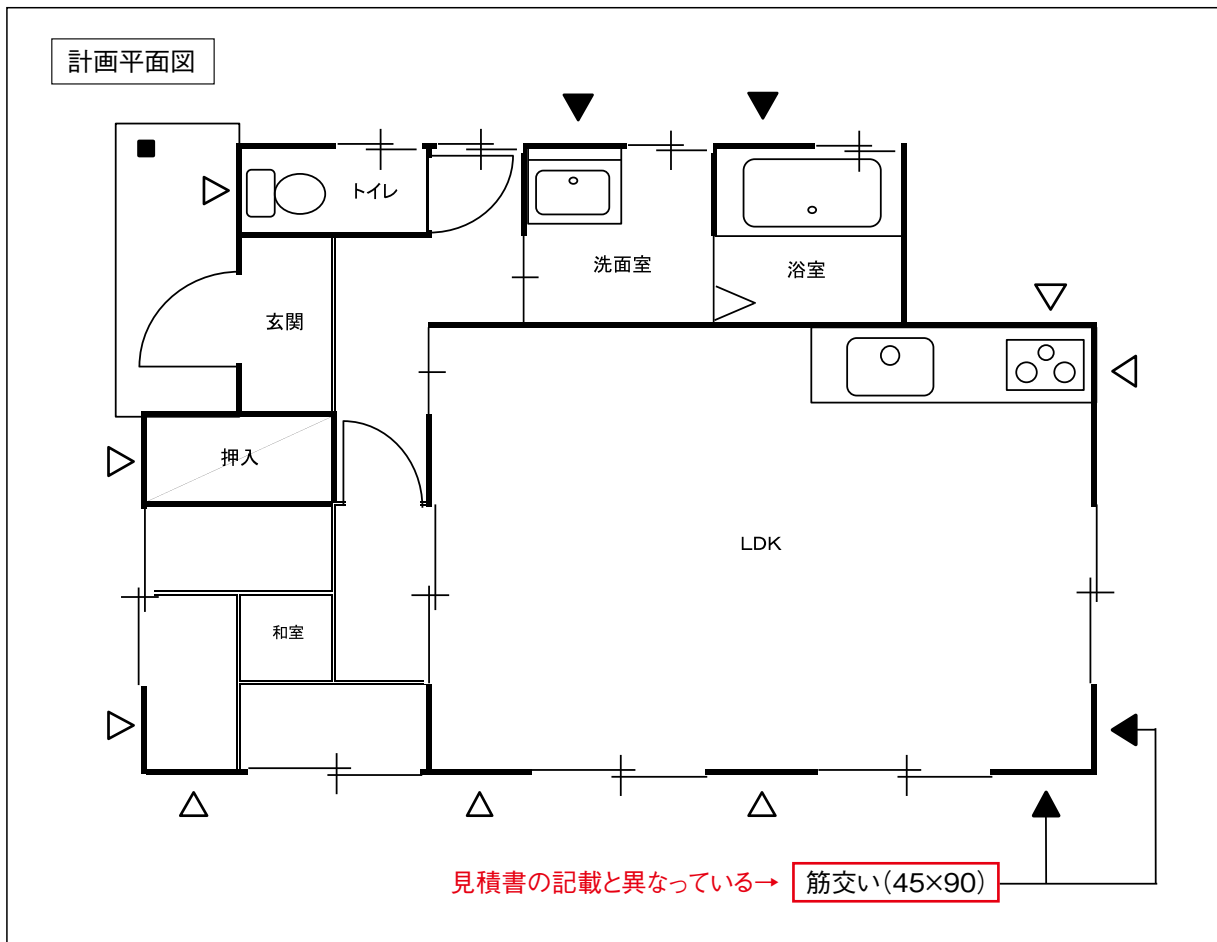 計画平面図
トイレ
洗面室
浴室
玄関
押入
LDK
和室
見積書の記載と異なっている→ 筋交い(45×90)